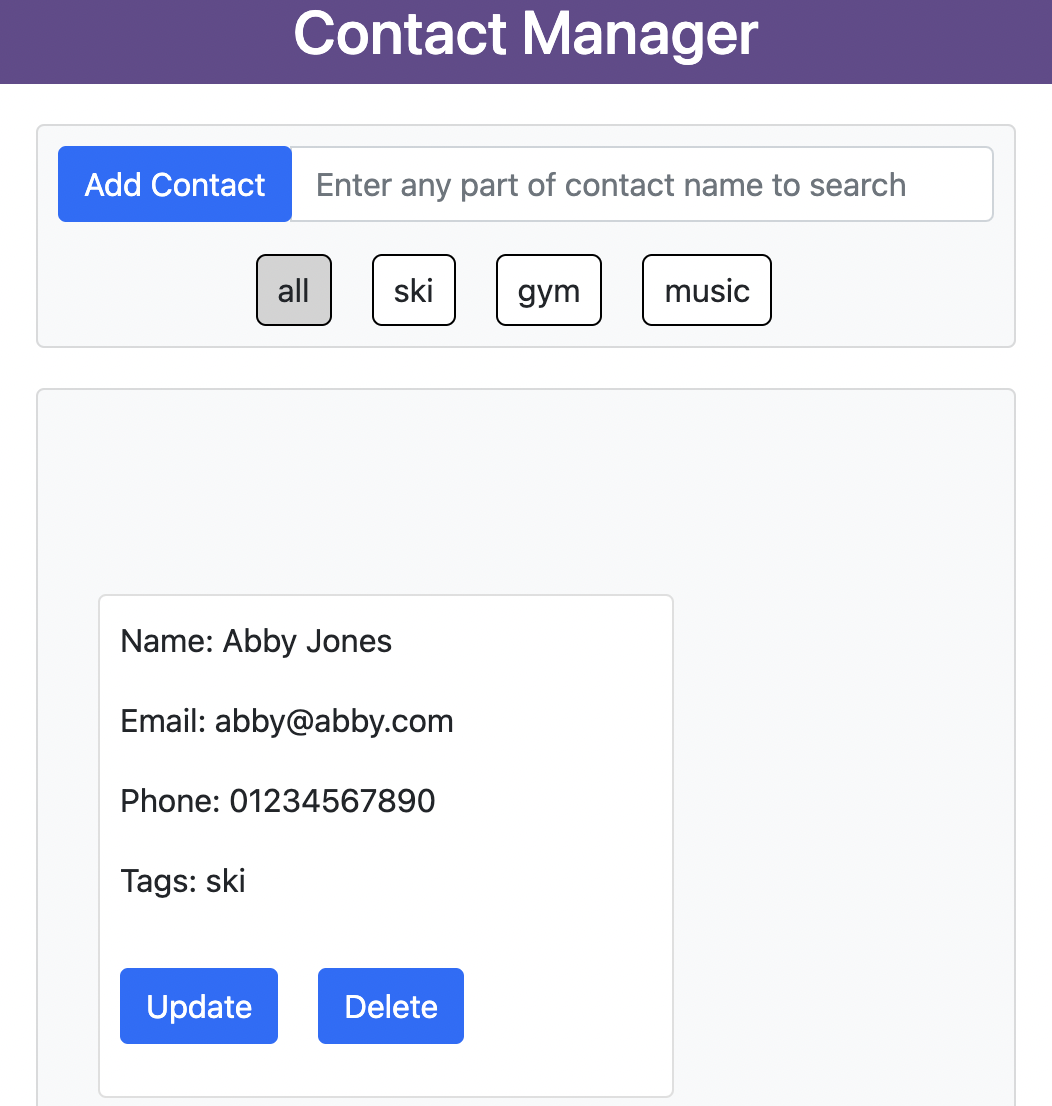 Contact Manager
Add Contact Enter any part of contact name to search
all ski gym music
Name: Abby Jones
Email: abby@abby.com
Phone: 01234567890
Tags: ski
Update Delete